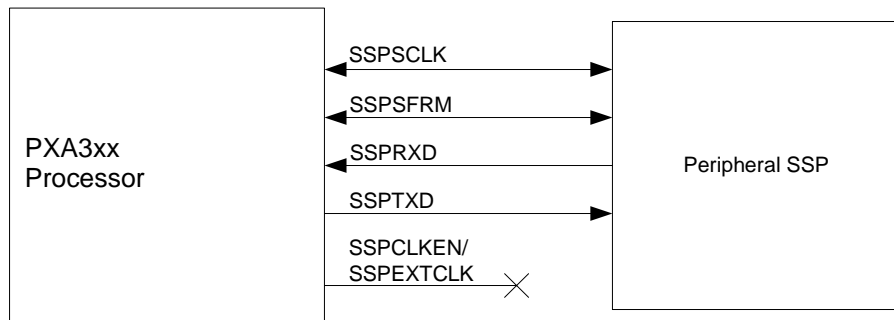 PXA3xx
Processor
SSPSCLK
SSPSFRM
SSPRXD
SSPTXD
SSPCLKEN/
SSPEXTCLK
Peripheral SSP